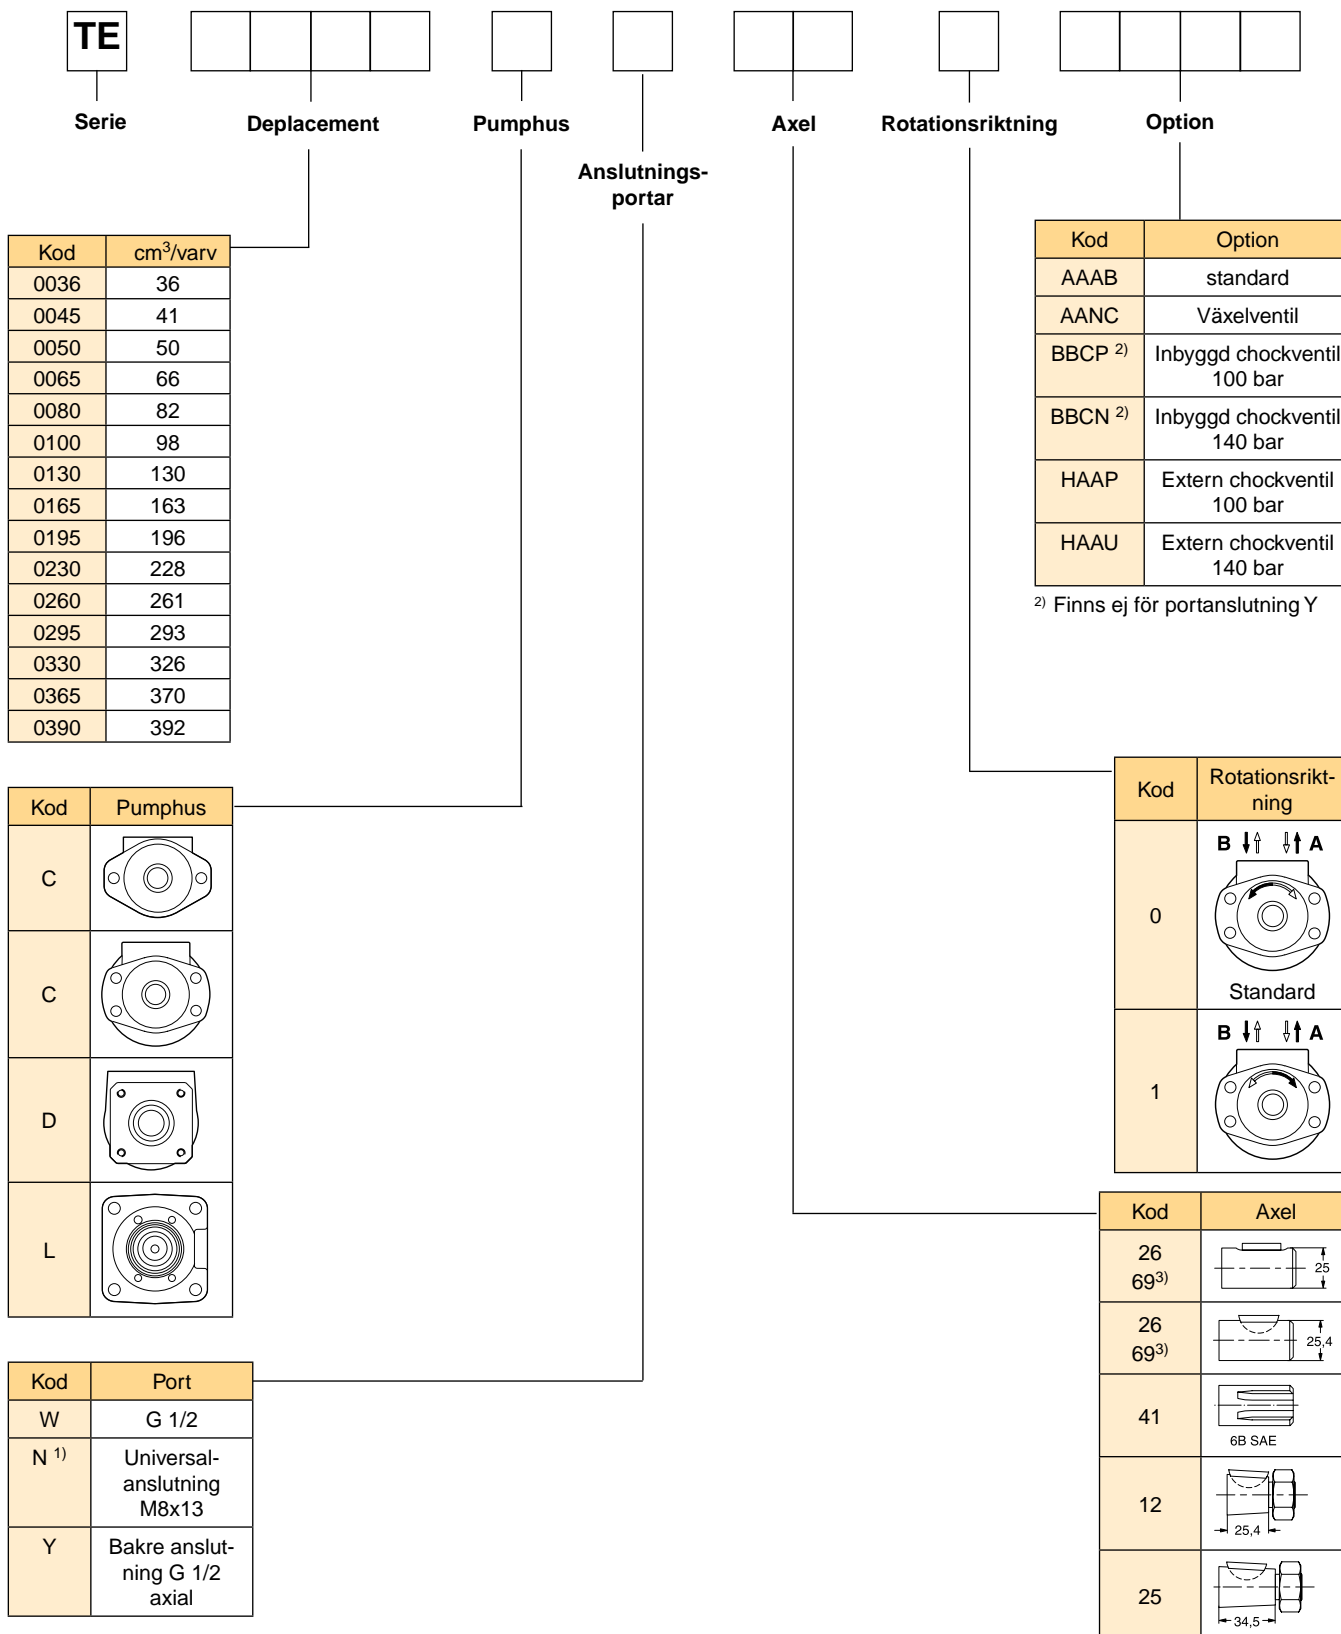 TE
Serie
Deplacement
Pumphus
Anslutnings-
portar
Axel
Rotationsriktning
Option
Kod cm³/varv
0036 36
0045 41
0050 50
0065 66
0080 82
0100 98
0130 130
0165 163
0195 196
0230 228
0260 261
0295 293
0330 326
0365 370
0390 392
Kod Option
AAAB standard
AANC Växelventil
BBCP 2) Inbyggd chockventil
100 bar
BBCN 2) Inbyggd chockventil
140 bar
HAAP Extern chockventil
100 bar
HAAU Extern chockventil
140 bar
2) Finns ej för portanslutning Y
Kod Pumphus
C
C
D
L
Kod Rotationsrikt-
ning
B A
0
Standard
B A
1
Kod Port
W G 1/2
N 1) Universal-
anslutning
M8x13
Y Bakre anslut-
ning G 1/2
axial
Kod Axel
26
693)
25
26
693)
25,4
41
6B SAE
12
25,4
25
34,5